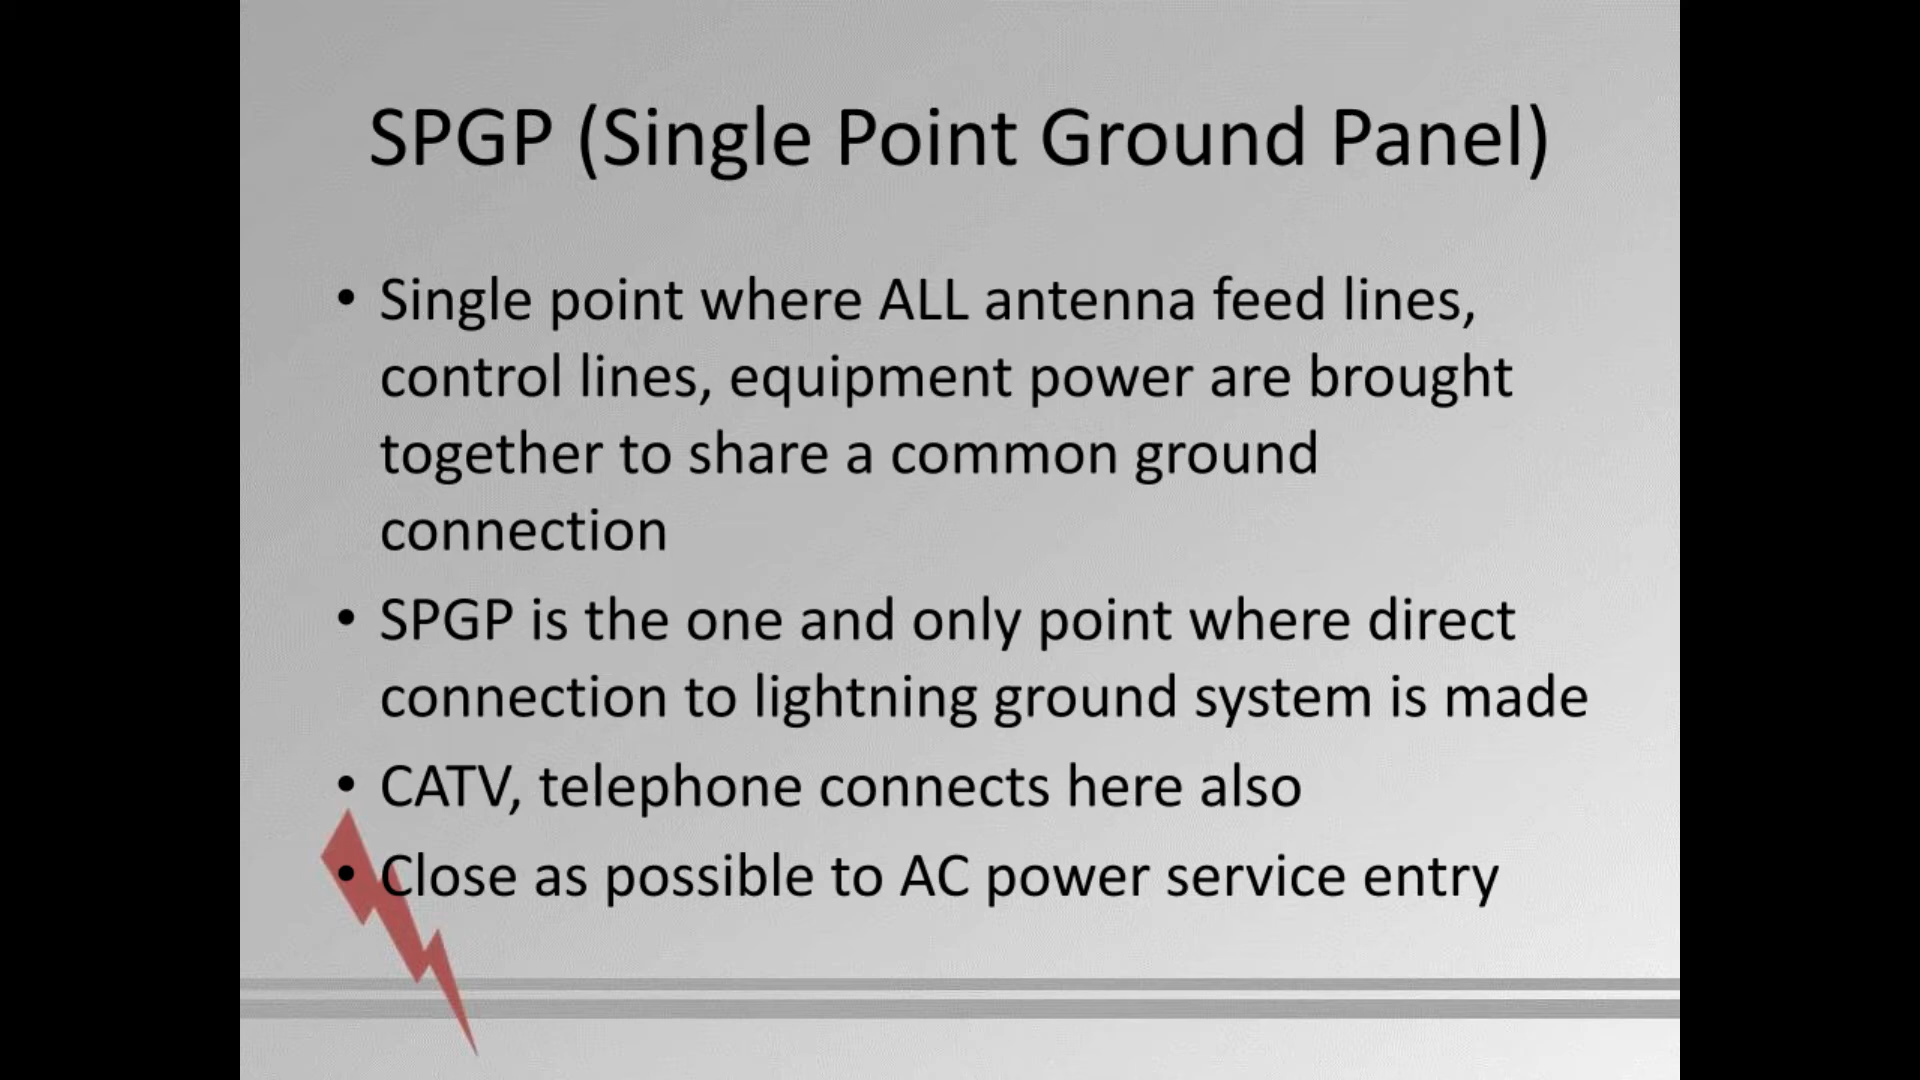 SPGP (Single Point Ground Panel)
• Single point where ALL antenna feed lines,
control lines, equipment power are brought
together to share a common ground
connection
• SPGP is the one and only point where direct
connection to lightning ground system is made
• CATV, telephone connects here also
• Close as possible to AC power service entry